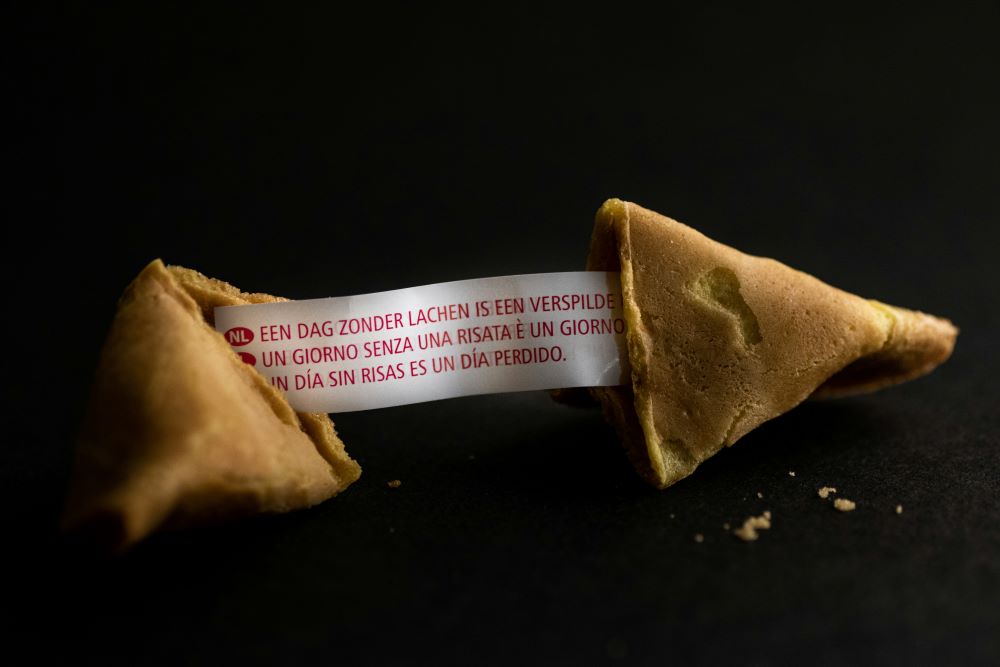 NL EEN DAG ZONDER LACHEN IS EEN VERSPILDE
UN GIORNO SENZA UNA RISATA È UN GIORNO
UN DÍA SIN RISAS ES UN DÍA PERDIDO.